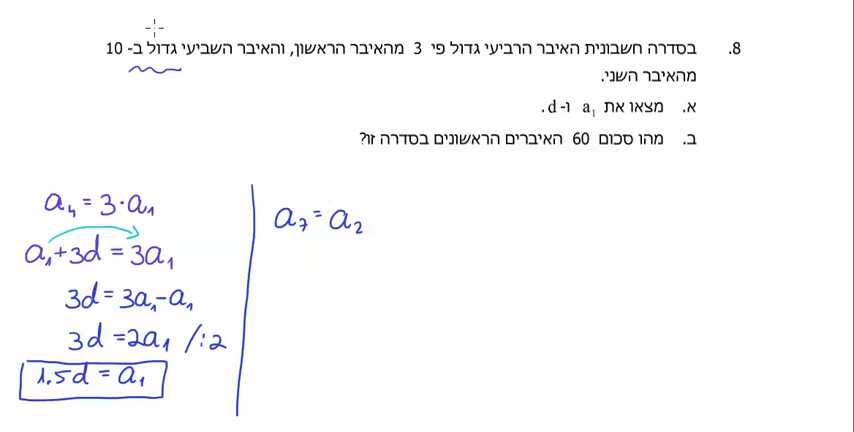 8. בסדרה חשבונית האיבר הרביעי גדול פי 3 מהאיבר הראשון, והאיבר השביעי גדול ב- 10
מהאיבר השני.
א. מצאו את a₁ ו-d.
ב. מהו סכום 60 האיברים הראשונים בסדרה זו?
a₄ = 3·a₁
a₁+3d = 3a₁
3d = 3a₁-a₁
3d = 2a₁ /:2
1.5d = a₁
a₇ = a₂